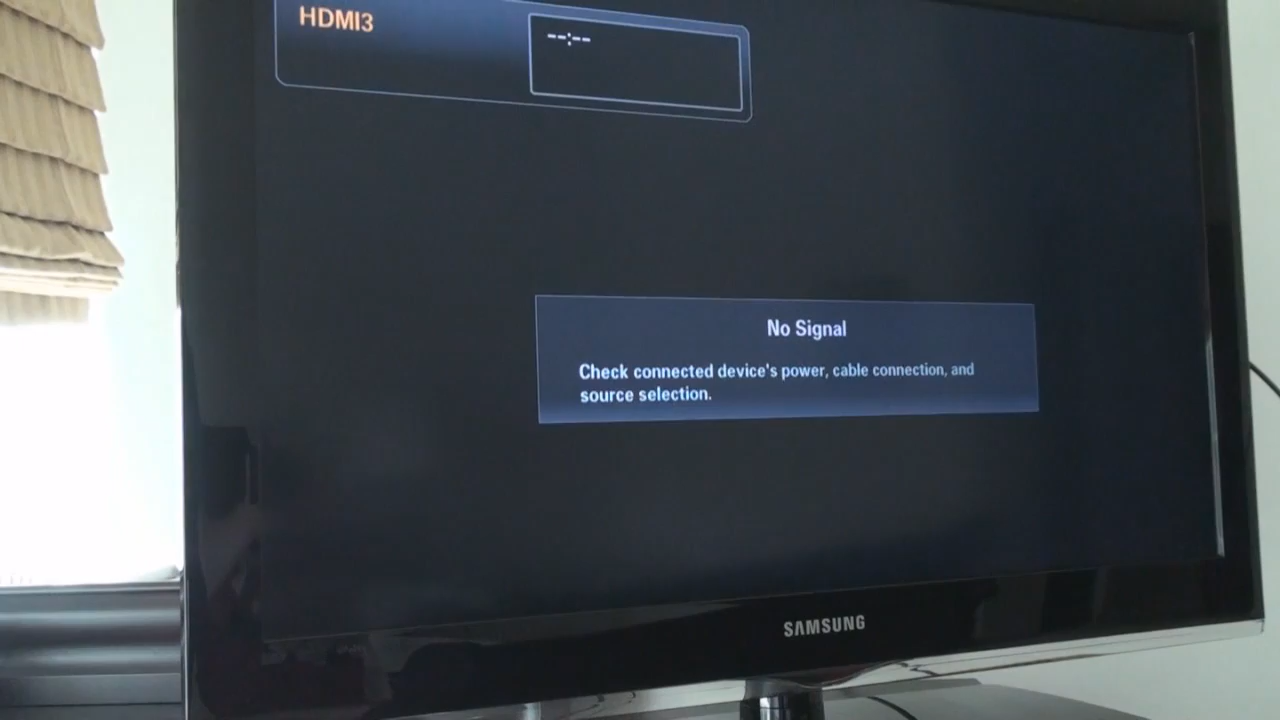 HDMI3
--:--
No Signal
Check connected device's power, cable connection, and
source selection.
SAMSUNG